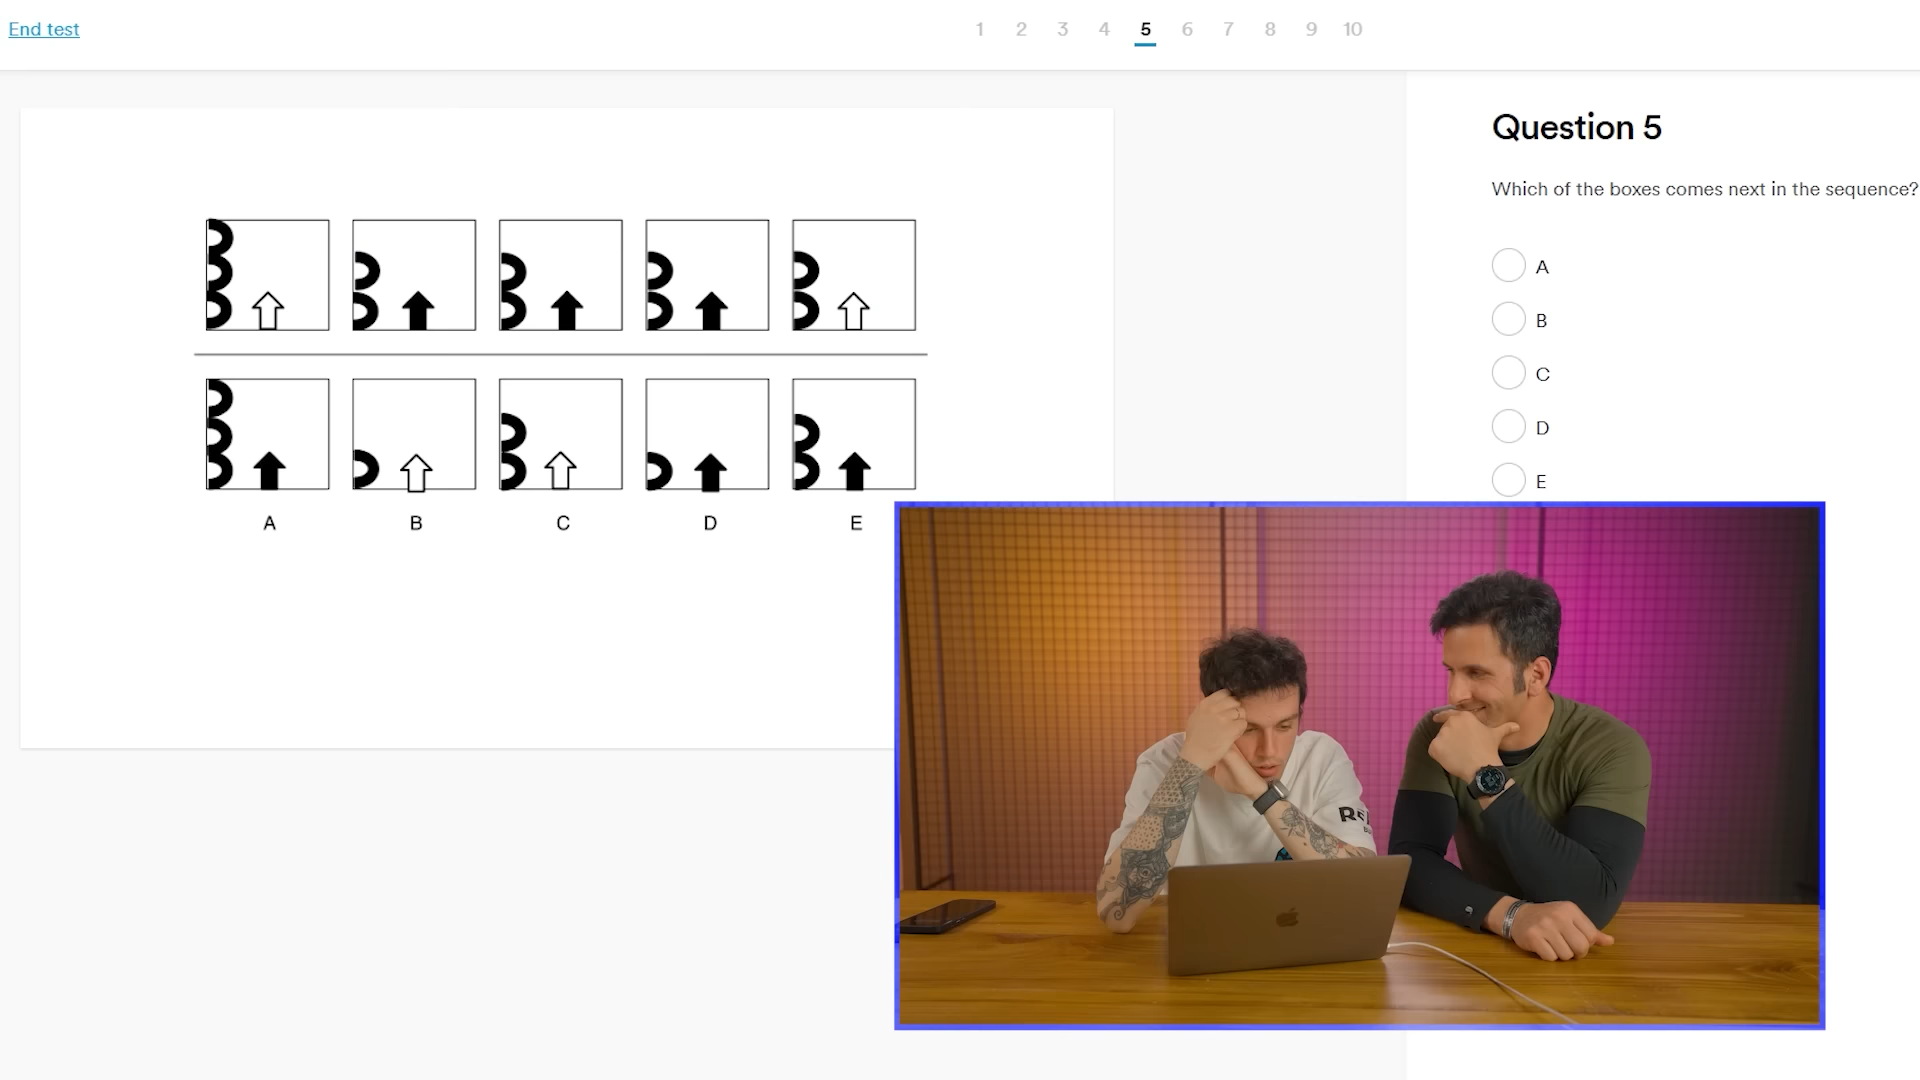 End test
1 2 3 4 5 6 7 8 9 10
Question 5
Which of the boxes comes next in the sequence?
A
B
C
D
E
A B C D E